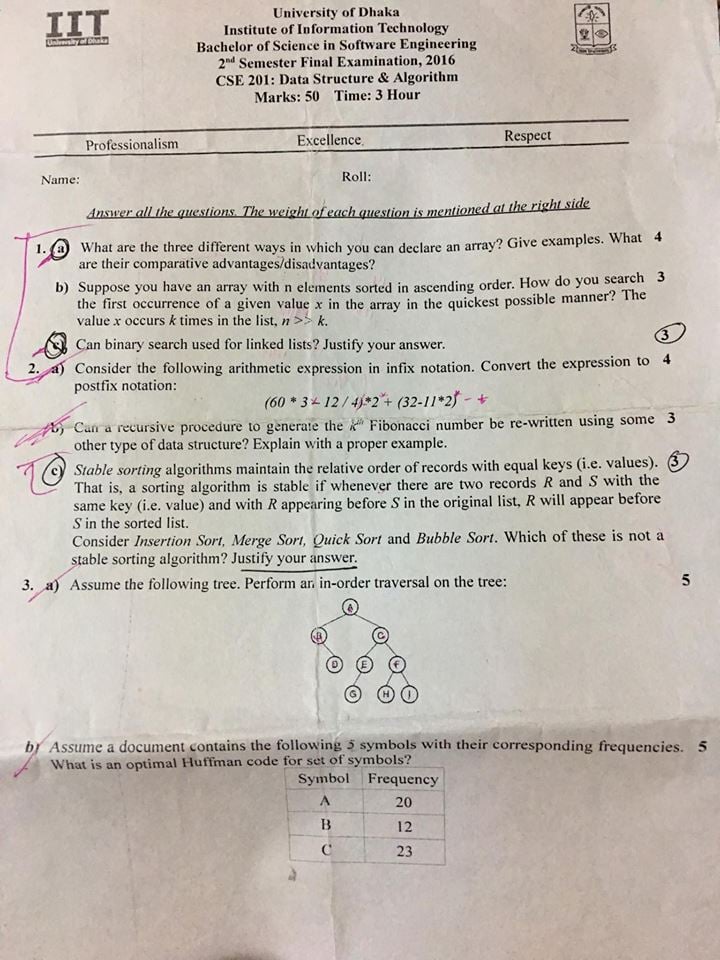 IIT
University of Dhaka
University of Dhaka
Institute of Information Technology
Bachelor of Science in Software Engineering
2nd Semester Final Examination, 2016
CSE 201: Data Structure & Algorithm
Marks: 50 Time: 3 Hour
Professionalism Excellence Respect
Name: Roll:
Answer all the questions. The weight of each question is mentioned at the right side
1. a) What are the three different ways in which you can declare an array? Give examples. What 4
are their comparative advantages/disadvantages?
b) Suppose you have an array with n elements sorted in ascending order. How do you search 3
the first occurrence of a given value x in the array in the quickest possible manner? The
value x occurs k times in the list, n >> k.
c) Can binary search used for linked lists? Justify your answer. 3
2. a) Consider the following arithmetic expression in infix notation. Convert the expression to 4
postfix notation:
(60 * 3 + 12 / 4)*2 + (32-11*2)
b) Can a recursive procedure to generate the kth Fibonacci number be re-written using some 3
other type of data structure? Explain with a proper example.
c) Stable sorting algorithms maintain the relative order of records with equal keys (i.e. values). 3
That is, a sorting algorithm is stable if whenever there are two records R and S with the
same key (i.e. value) and with R appearing before S in the original list, R will appear before
S in the sorted list.
Consider Insertion Sort, Merge Sort, Quick Sort and Bubble Sort. Which of these is not a
stable sorting algorithm? Justify your answer.
3. a) Assume the following tree. Perform an in-order traversal on the tree: 5
A
B C
D E F
G H I
b) Assume a document contains the following 5 symbols with their corresponding frequencies. 5
What is an optimal Huffman code for set of symbols?
Symbol Frequency
A 20
B 12
C 23